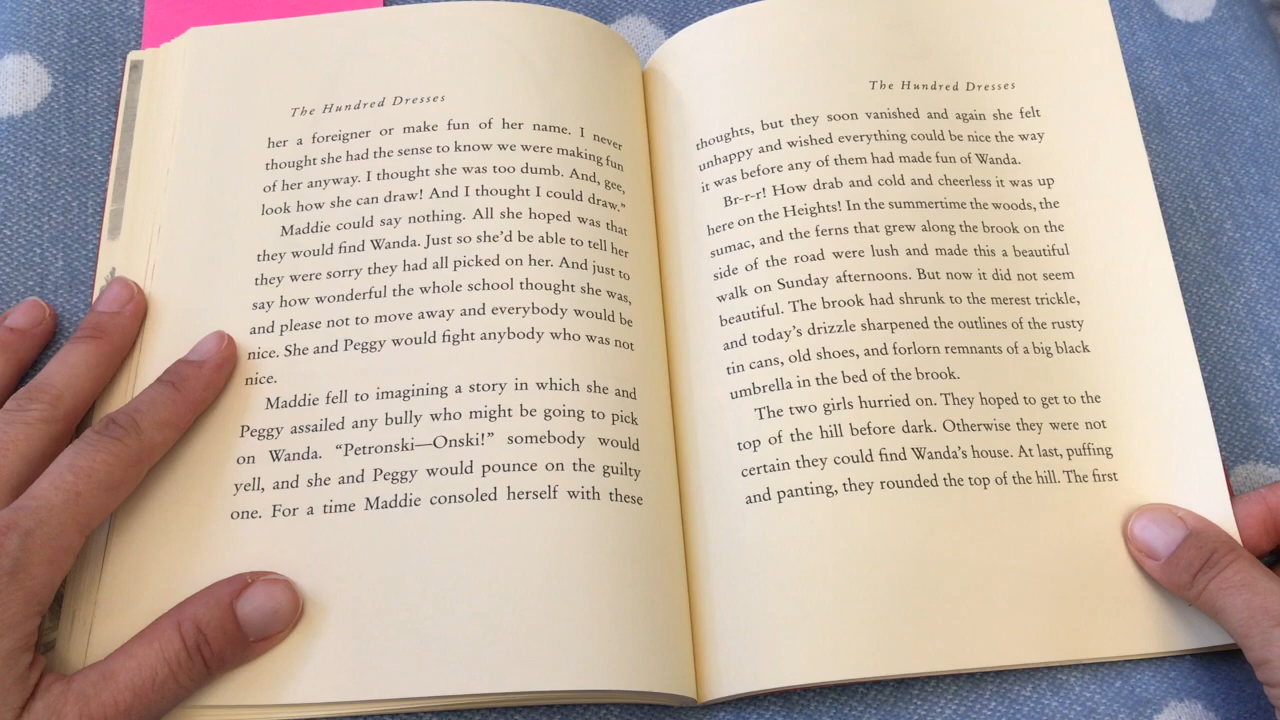 The Hundred Dresses
her a foreigner or make fun of her name. I never
thought she had the sense to know we were making fun
of her anyway. I thought she was too dumb. And, gee,
look how she can draw! And I thought I could draw.”
Maddie could say nothing. All she hoped was that
they would find Wanda. Just so she’d be able to tell her
they were sorry they had all picked on her. And just to
say how wonderful the whole school thought she was,
and please not to move away and everybody would be
nice. She and Peggy would fight anybody who was not
nice.
Maddie fell to imagining a story in which she and
Peggy assailed any bully who might be going to pick
on Wanda. “Petronski—Onski!” somebody would
yell, and she and Peggy would pounce on the guilty
one. For a time Maddie consoled herself with these
The Hundred Dresses
thoughts, but they soon vanished and again she felt
unhappy and wished everything could be nice the way
it was before any of them had made fun of Wanda.
Br-r-r! How drab and cold and cheerless it was up
here on the Heights! In the summertime the woods, the
sumac, and the ferns that grew along the brook on the
side of the road were lush and made this a beautiful
walk on Sunday afternoons. But now it did not seem
beautiful. The brook had shrunk to the merest trickle,
and today’s drizzle sharpened the outlines of the rusty
tin cans, old shoes, and forlorn remnants of a big black
umbrella in the bed of the brook.
The two girls hurried on. They hoped to get to the
top of the hill before dark. Otherwise they were not
certain they could find Wanda’s house. At last, puffing
and panting, they rounded the top of the hill. The first